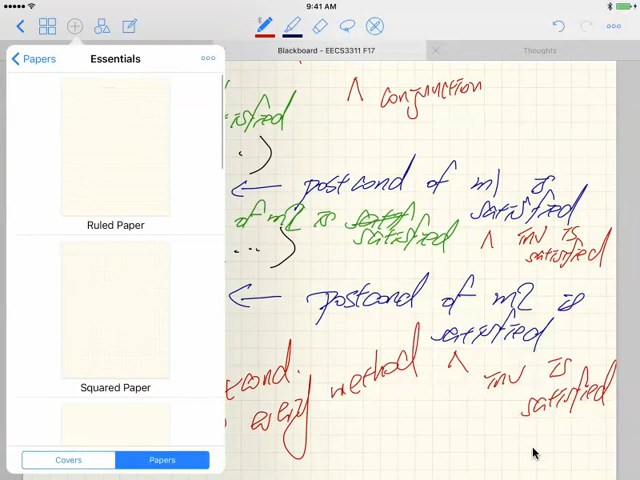 9:41 AM
Blackboard - EECS3311 F17
Thoughts
Papers
Essentials
Ruled Paper
Squared Paper
Covers
Papers
∧ conjunction
..)
← postcond of m1 is
satisfied
of m2 is satisfied
∧ inv is
satisfied
...)
← postcond of m2 is
satisfied
every method ∧ inv is
satisfied